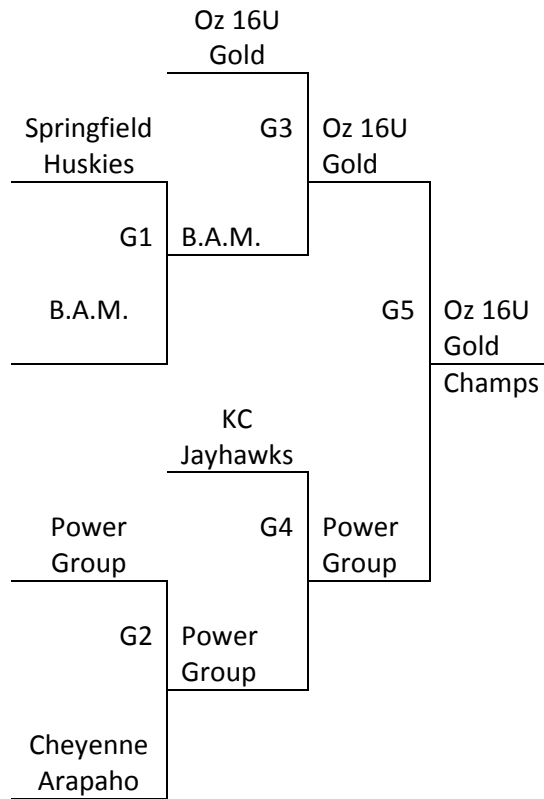 Oz 16U
Gold
Springfield
Huskies
G3
Oz 16U
Gold
G1
B.A.M.
B.A.M.
G5
Oz 16U
Gold
Champs
KC
Jayhawks
Power
Group
G4
Power
Group
G2
Power
Group
Cheyenne
Arapaho